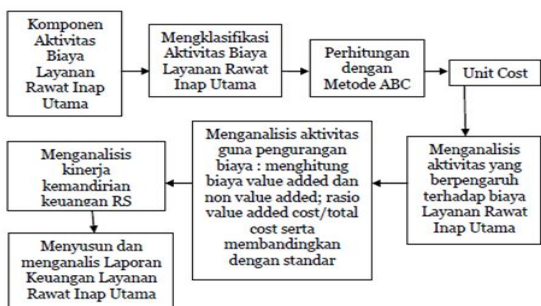 Komponen
Aktivitas
Biaya
Layanan
Rawat Inap
Utama
Mengklasifikasi
Aktivitas Biaya
Layanan Rawat
Inap Utama
Perhitungan
dengan
Metode ABC
Unit Cost
Menganalisis
aktivitas yang
berpengaruh
terhadap biaya
Layanan Rawat
Inap Utama
Menganalisis aktivitas
guna pengurangan
biaya : menghitung
biaya value added dan
non value added; rasio
value added cost/total
cost serta
membandingkan
dengan standar
Menganalisis
kinerja
kemandirian
keuangan RS
Menyusun dan
menganalis Laporan
Keuangan Layanan
Rawat Inap Utama